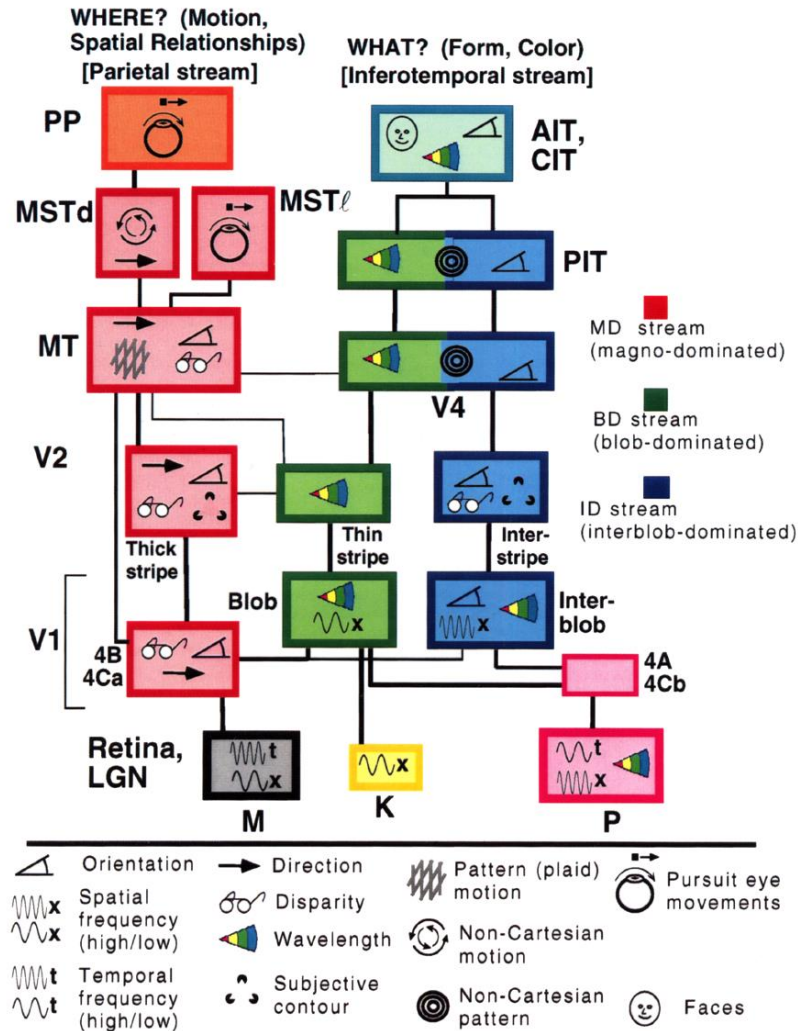 WHERE? (Motion,
Spatial Relationships)
[Parietal stream]
WHAT? (Form, Color)
[Inferotemporal stream]
PP
AIT,
CIT
MSTd
MSTℓ
PIT
MT
V4
MD stream
(magno-dominated)
BD stream
(blob-dominated)
ID stream
(interblob-dominated)
V2
Thick
stripe
Thin
stripe
Inter-
stripe
V1
Blob
x
x
Inter-
blob
4B
4Ca
4A
4Cb
Retina,
LGN
t
x
x
t
x
M
K
P
Orientation
Direction
Pattern (plaid)
motion
Pursuit eye
movements
x
x
Spatial
frequency
(high/low)
Disparity
Wavelength
Non-Cartesian
motion
t
t
Temporal
frequency
(high/low)
Subjective
contour
Non-Cartesian
pattern
Faces